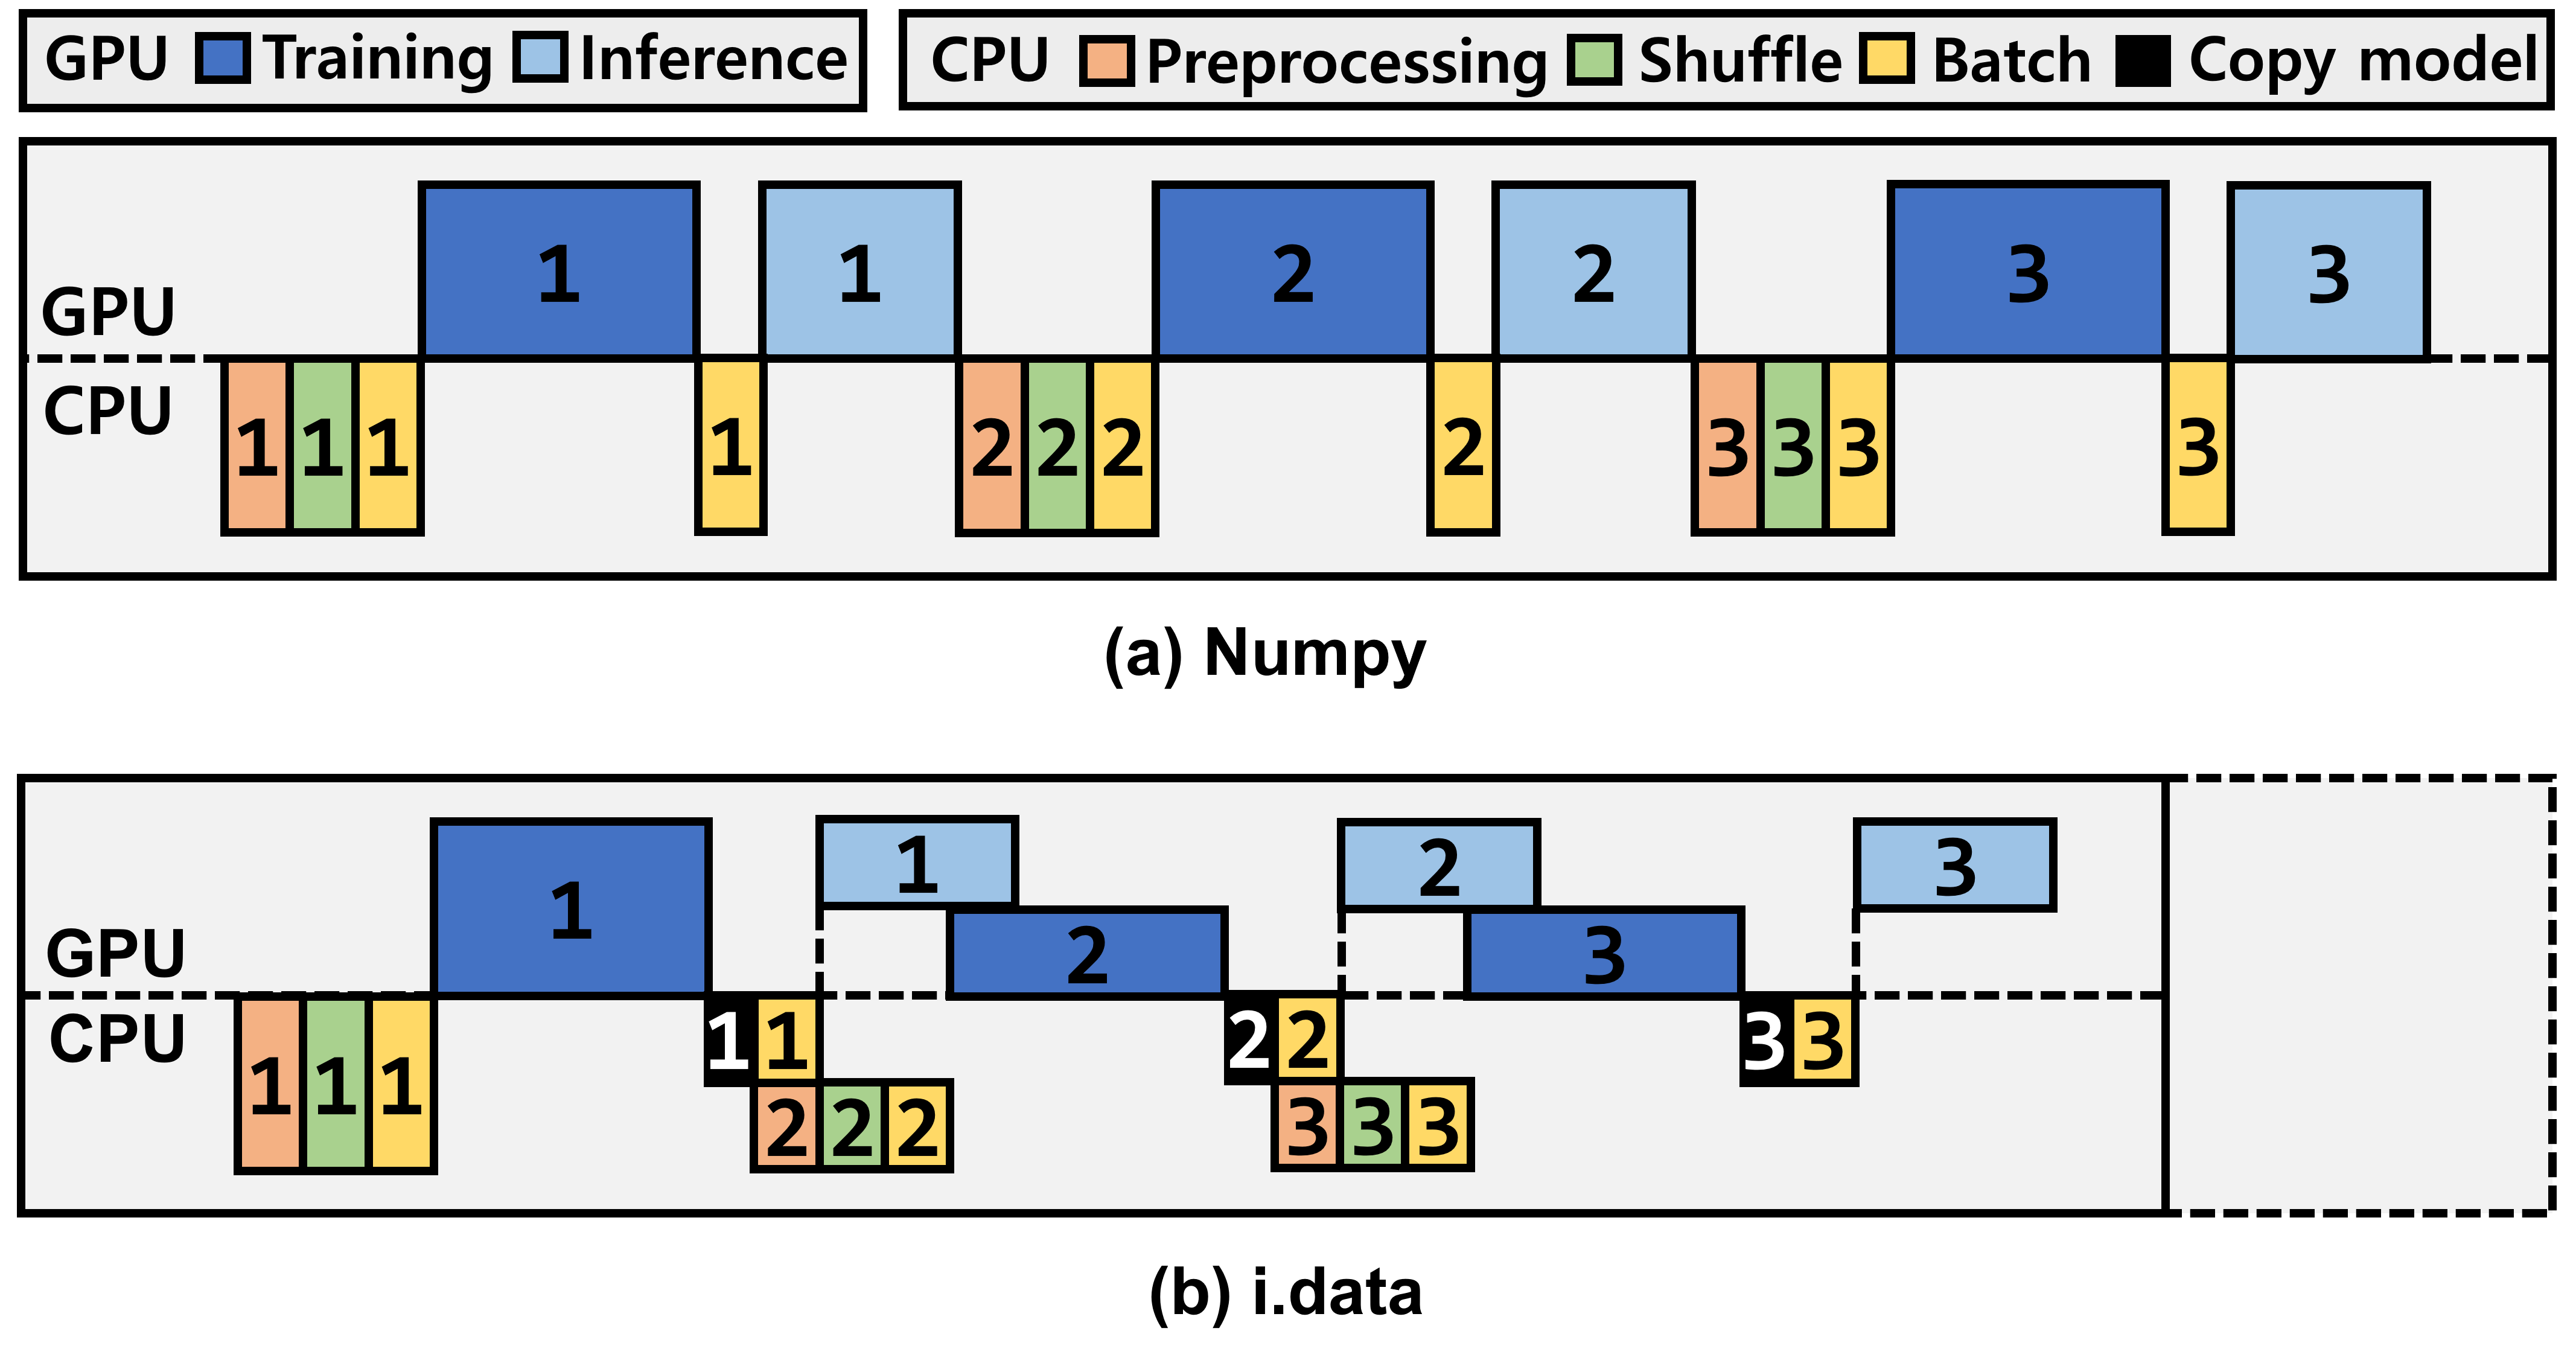 GPU Training Inference
CPU Preprocessing Shuffle Batch Copy model
1 1 2 2 3 3
GPU
CPU
1 1 1 1 2 2 2 2 3 3 3 3
(a) Numpy
1 2 3
1 2 3
GPU
CPU
1 1 2 2 3 3
1 1 1 2 2 2 3 3 3
(b) i.data